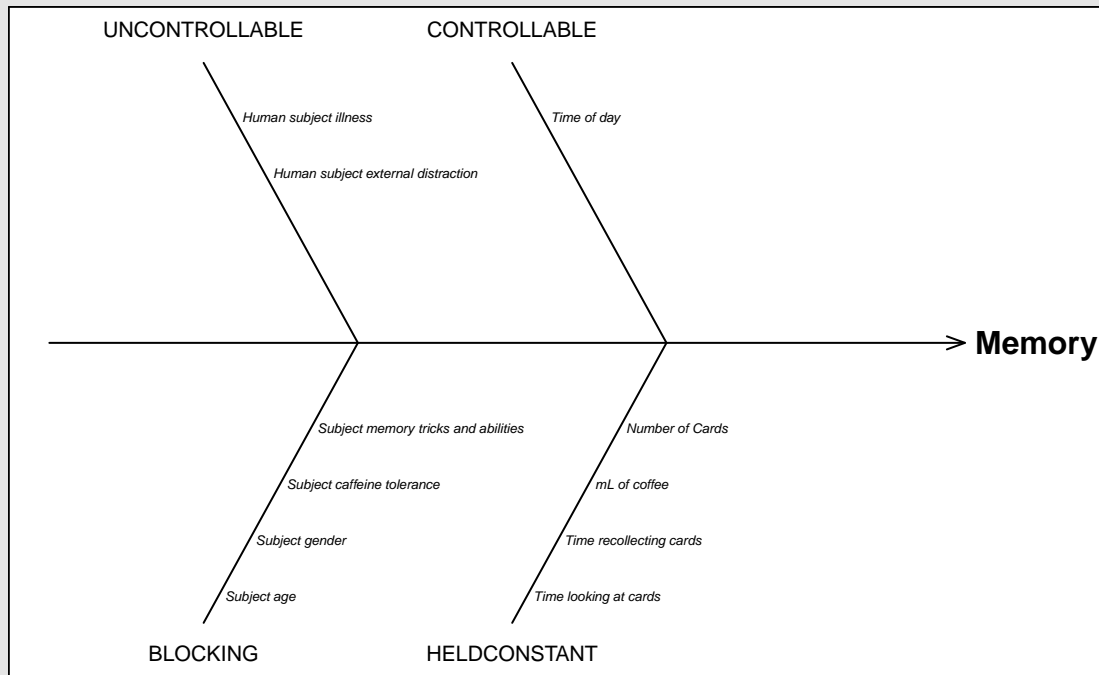 UNCONTROLLABLE
CONTROLLABLE
Human subject illness
Time of day
Human subject external distraction
Memory
Subject memory tricks and abilities
Number of Cards
Subject caffeine tolerance
mL of coffee
Subject gender
Time recollecting cards
Subject age
Time looking at cards
BLOCKING
HELDCONSTANT